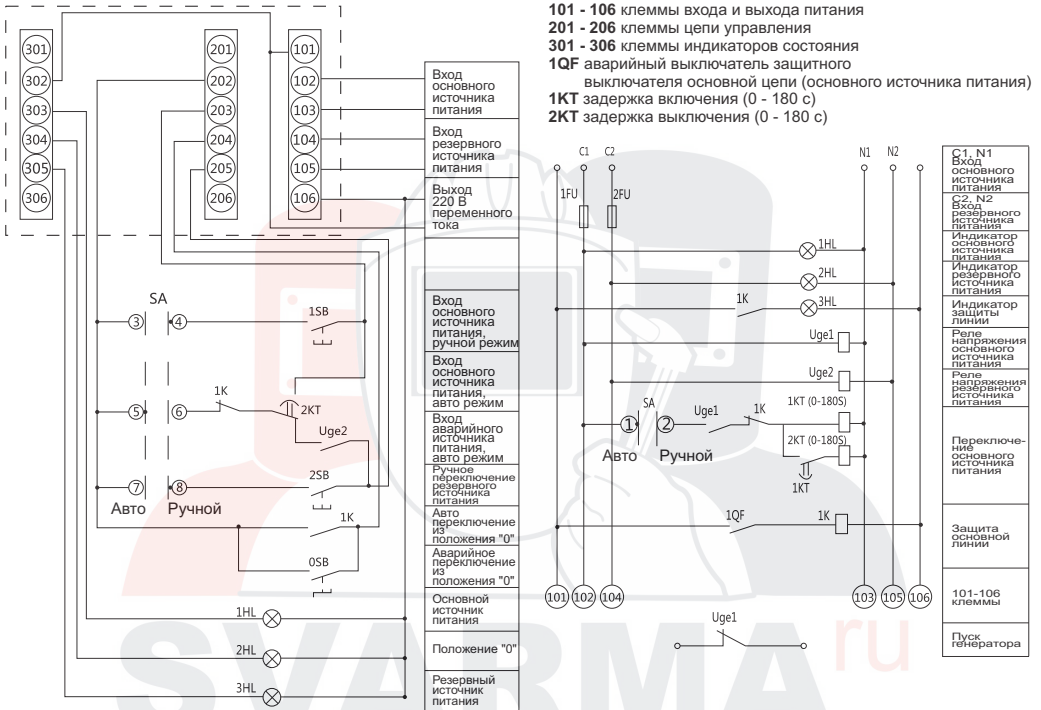 101 - 106 клеммы входа и выхода питания
201 - 206 клеммы цепи управления
301 - 306 клеммы индикаторов состояния
1QF аварийный выключатель защитного
выключателя основной цепи (основного источника питания)
1KT задержка включения (0 - 180 с)
2KT задержка выключения (0 - 180 с)
301
302
303
304
305
306
201
202
203
204
205
206
101
102
103
104
105
106
Вход
основного
источника
питания
Вход
резервного
источника
питания
Выход
220 В
переменного
тока
Вход
основного
источника
питания,
ручной режим
Вход
основного
источника
питания,
авто режим
Вход
аварийного
источника
питания,
авто режим
Ручное
переключение
резервного
источника
питания
Авто
переключение
из
положения "0"
Аварийное
переключение
из
положения "0"
Основной
источник
питания
Положение "0"
Резервный
источник
питания
SA
3
4
1SB
5
6
1K
2KT
Uge2
7
8
2SB
Авто
Ручной
1K
0SB
1HL
2HL
3HL
C1
C2
N1
N2
1FU
2FU
1HL
2HL
1K
3HL
Uge1
Uge2
SA
1
2
Uge1
1K
1KT (0-180S)
2KT (0-180S)
1KT
Авто
Ручной
1QF
1K
101
102
104
103
105
106
Uge1
C1, N1
Вход
основного
источника
питания
C2, N2
Вход
резервного
источника
питания
Индикатор
основного
источника
питания
Индикатор
резервного
источника
питания
Индикатор
защиты
линии
Реле
напряжения
основного
источника
питания
Реле
напряжения
резервного
источника
питания
Переключе-
ние
основного
источника
питания
Защита
основной
линии
101-106
клеммы
Пуск
генератора
SVARMA ru